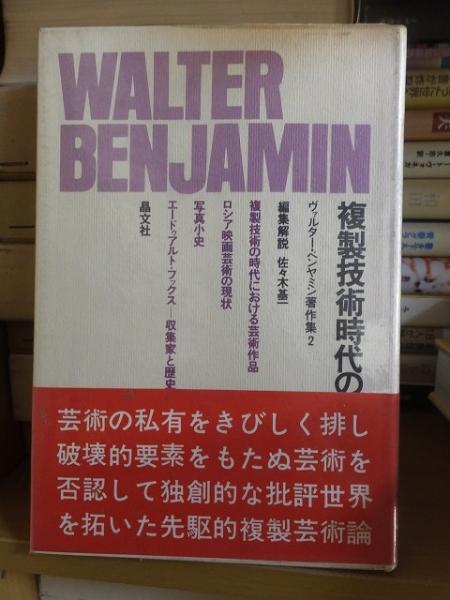 WALTER
BENJAMIN
複製技術時代の
ヴァルター・ベンヤミン著作集2
編集解説 佐々木基一
複製技術の時代における芸術作品
ロシア映画芸術の現状
写真小史
エードゥアルト・フックス—収集家と歴史
晶文社
芸術の私有をきびしく排し
破壊的要素をもたぬ芸術を
否認して独創的な批評世界
を拓いた先駆的複製芸術論